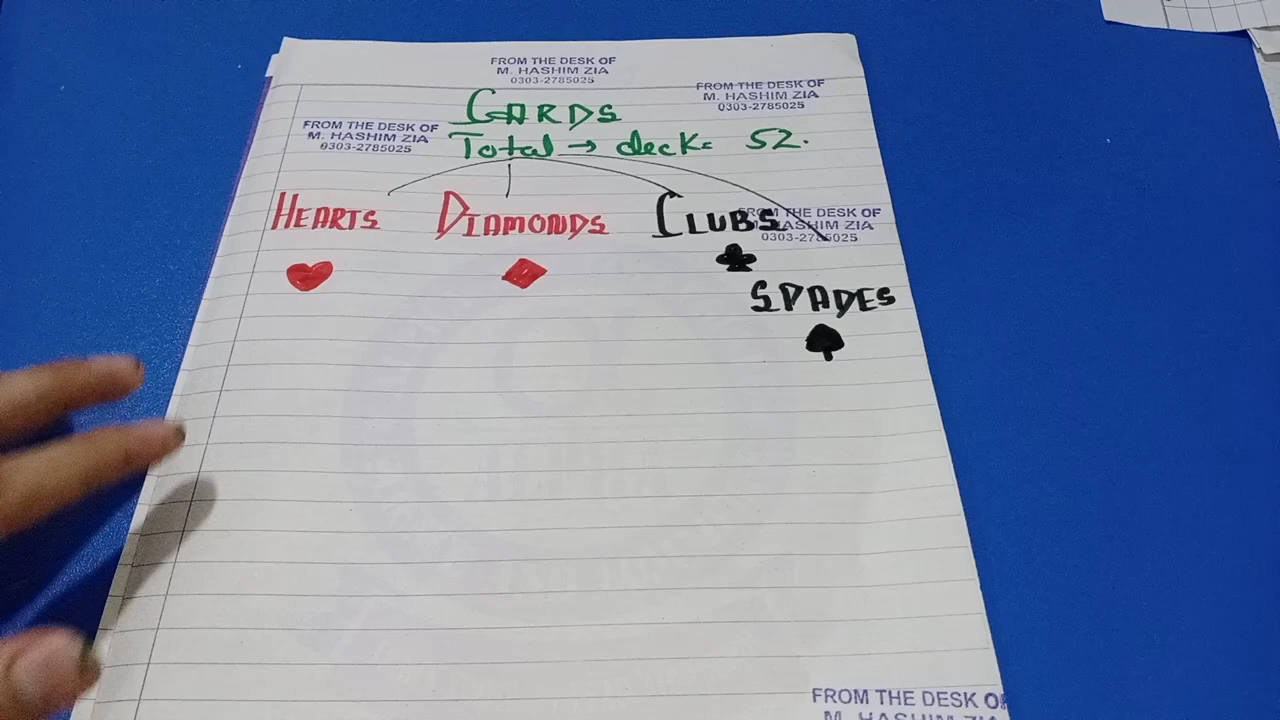 FROM THE DESK OF
M. HASHIM ZIA
0303-2785025
FROM THE DESK OF
M. HASHIM ZIA
0303-2785025
CARDS
FROM THE DESK OF
M. HASHIM ZIA
0303-2785025
Total → deck= 52.
HEARTS DIAMONDS CLUBS
FROM THE DESK OF
M. HASHIM ZIA
0303-2785025
SPADES
FROM THE DESK OF
M. HASHIM ZIA